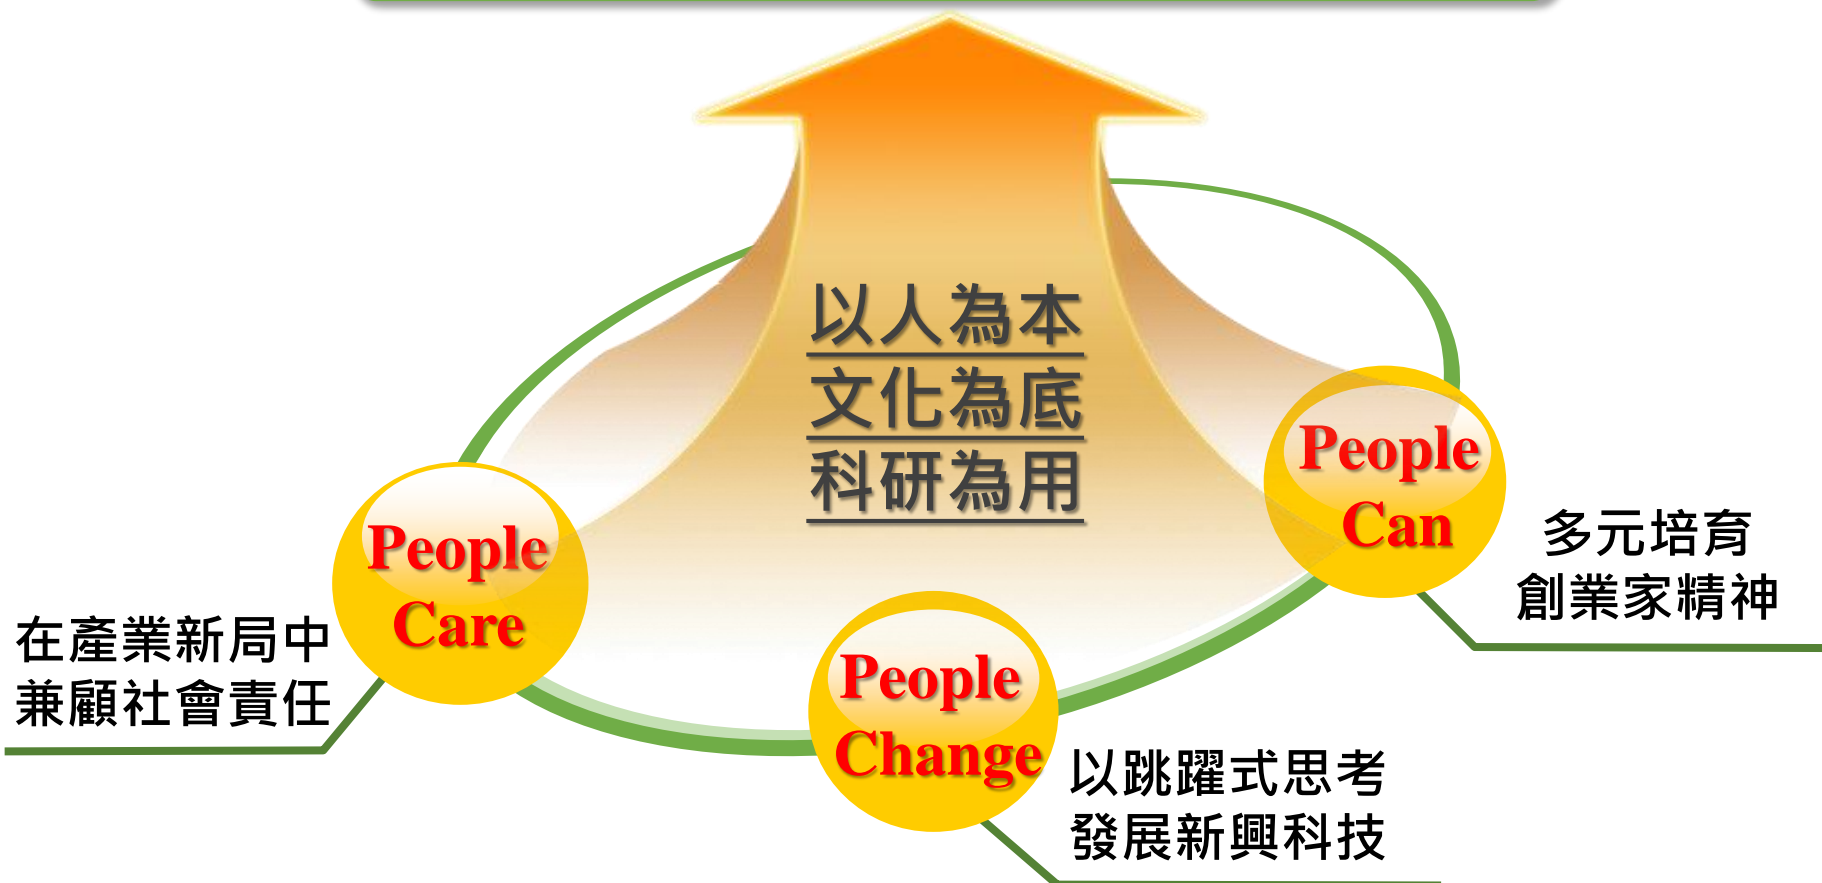 以人為本
文化為底
科研為用
People
Care
在產業新局中
兼顧社會責任
People
Change
以跳躍式思考
發展新興科技
People
Can
多元培育
創業家精神